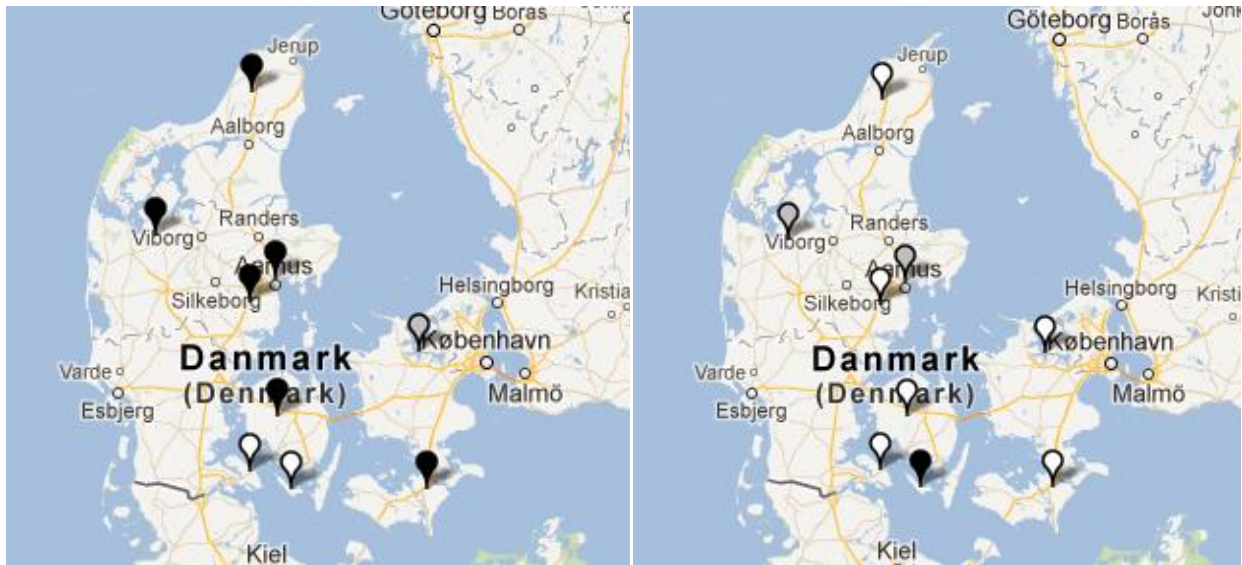 Göteborg
Borås
Jerup
Aalborg
Randers
Viborg
Aarhus
Silkeborg
Helsingborg
Kristia
København
Danmark
(Denmark)
Varde
Esbjerg
Malmö
Kiel
Jönk
Göteborg
Borås
Jerup
Aalborg
Randers
Viborg
Aarhus
Silkeborg
Helsingborg
Kristi
København
Danmark
(Denmark)
Varde
Esbjerg
Malmö
Kiel